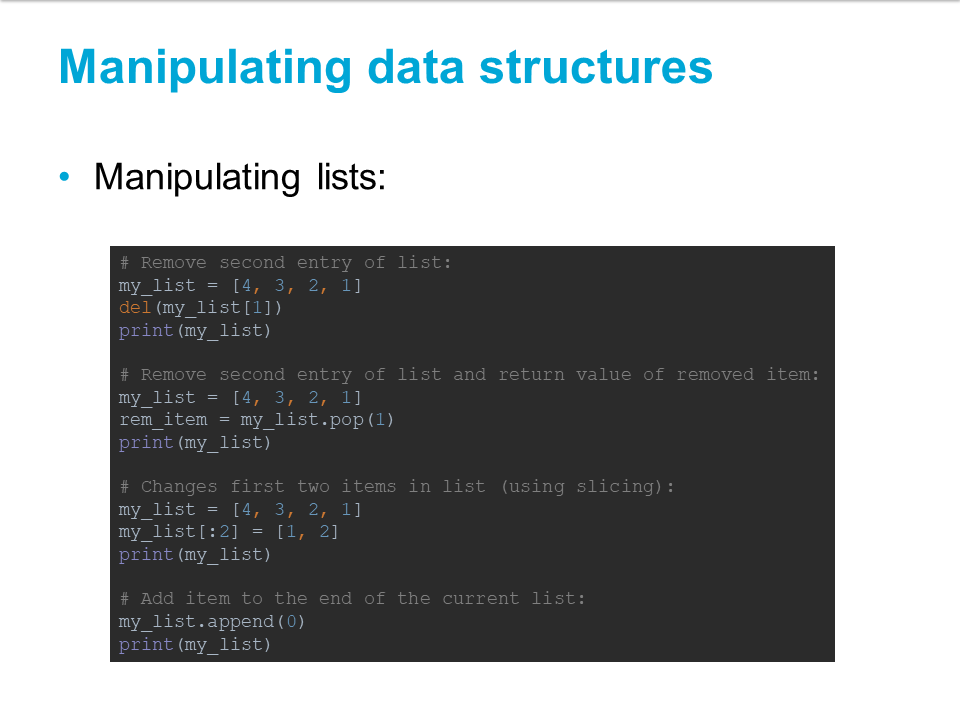 Manipulating data structures
• Manipulating lists:
# Remove second entry of list:
my_list = [4, 3, 2, 1]
del(my_list[1])
print(my_list)
# Remove second entry of list and return value of removed item:
my_list = [4, 3, 2, 1]
rem_item = my_list.pop(1)
print(my_list)
# Changes first two items in list (using slicing):
my_list = [4, 3, 2, 1]
my_list[:2] = [1, 2]
print(my_list)
# Add item to the end of the current list:
my_list.append(0)
print(my_list)